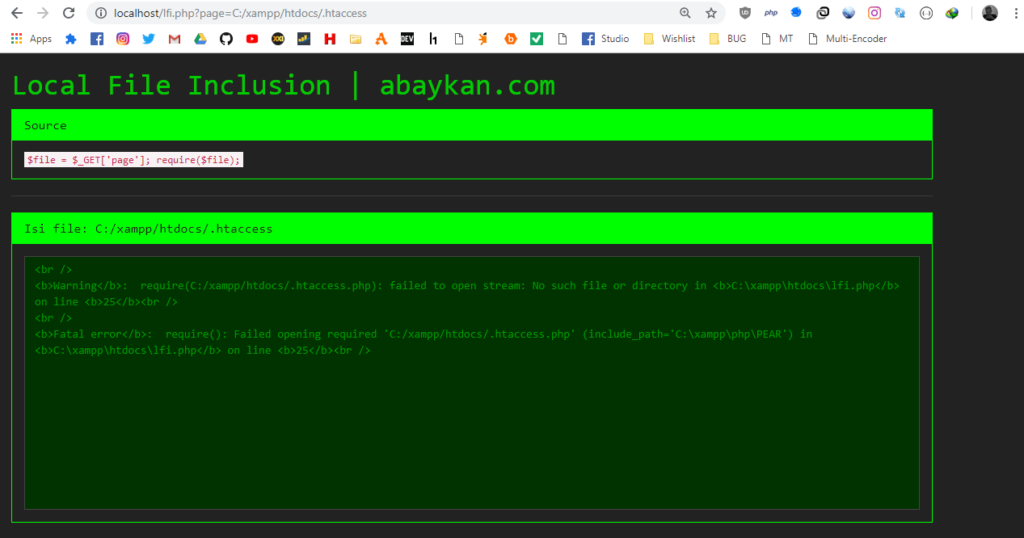 localhost/lfi.php?page=C:/xampp/htdocs/.htaccess
Apps Studio Wishlist BUG MT Multi-Encoder
Local File Inclusion | abaykan.com
Source
$file = $_GET['page']; require($file);
Isi file: C:/xampp/htdocs/.htaccess
<br />
<b>Warning</b>:  require(C:/xampp/htdocs/.htaccess.php): failed to open stream: No such file or directory in <b>C:\xampp\htdocs\lfi.php</b>
on line <b>25</b><br />
<br />
<b>Fatal error</b>:  require(): Failed opening required 'C:/xampp/htdocs/.htaccess.php' (include_path='C:\xampp\php\PEAR') in
<b>C:\xampp\htdocs\lfi.php</b> on line <b>25</b><br />